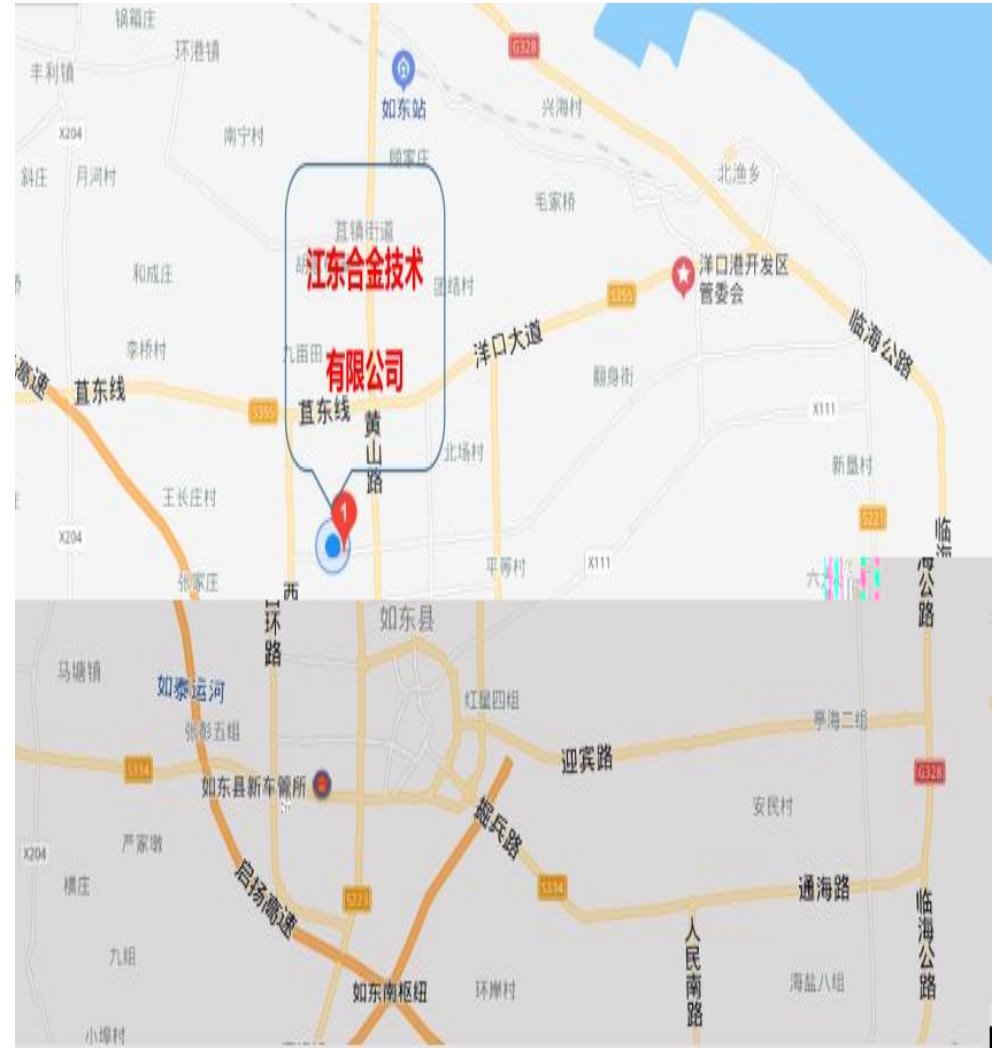 锅箱庄
环港镇
G328
丰利镇
如东站
兴海村
X204
南宁村
顾家庄
北渔乡
斜庄
月河村
毛家桥
苴镇街道
江东合金技术
洋口港开发区
管委会
和成庄
团结村
S355
临海公路
洋口大道
李桥村
九亩田
有限公司
翻身街
高速
苴东线
S355
苴东线
X111
黄山路
北场村
新垦村
王长庄村
1
S221
X204
平等村
X111
张家庄
西环路
临海公路
如东县
马塘镇
如泰运河
红星四组
张彭五组
亭海二组
迎宾路
S334
如东县新车管所
G328
安民村
掘兵路
严家墩
X204
横庄
启扬高速
S334
通海路
S223
临海公路
人民南路
九组
如东南枢纽
环岸村
海盐八组
小埠村